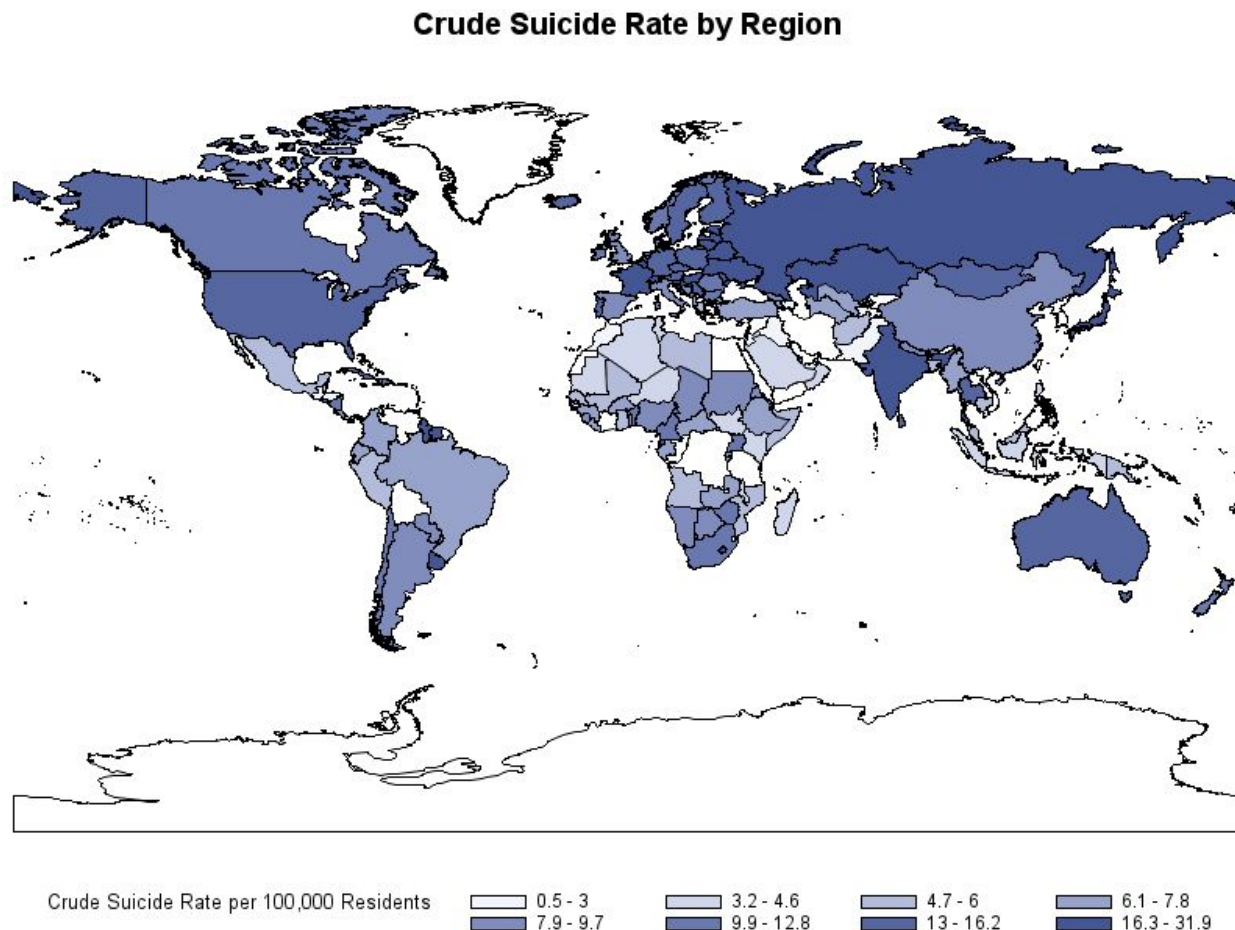 Crude Suicide Rate by Region
Crude Suicide Rate per 100,000 Residents
0.5 - 3
3.2 - 4.6
4.7 - 6
6.1 - 7.8
7.9 - 9.7
9.9 - 12.8
13 - 16.2
16.3 - 31.9